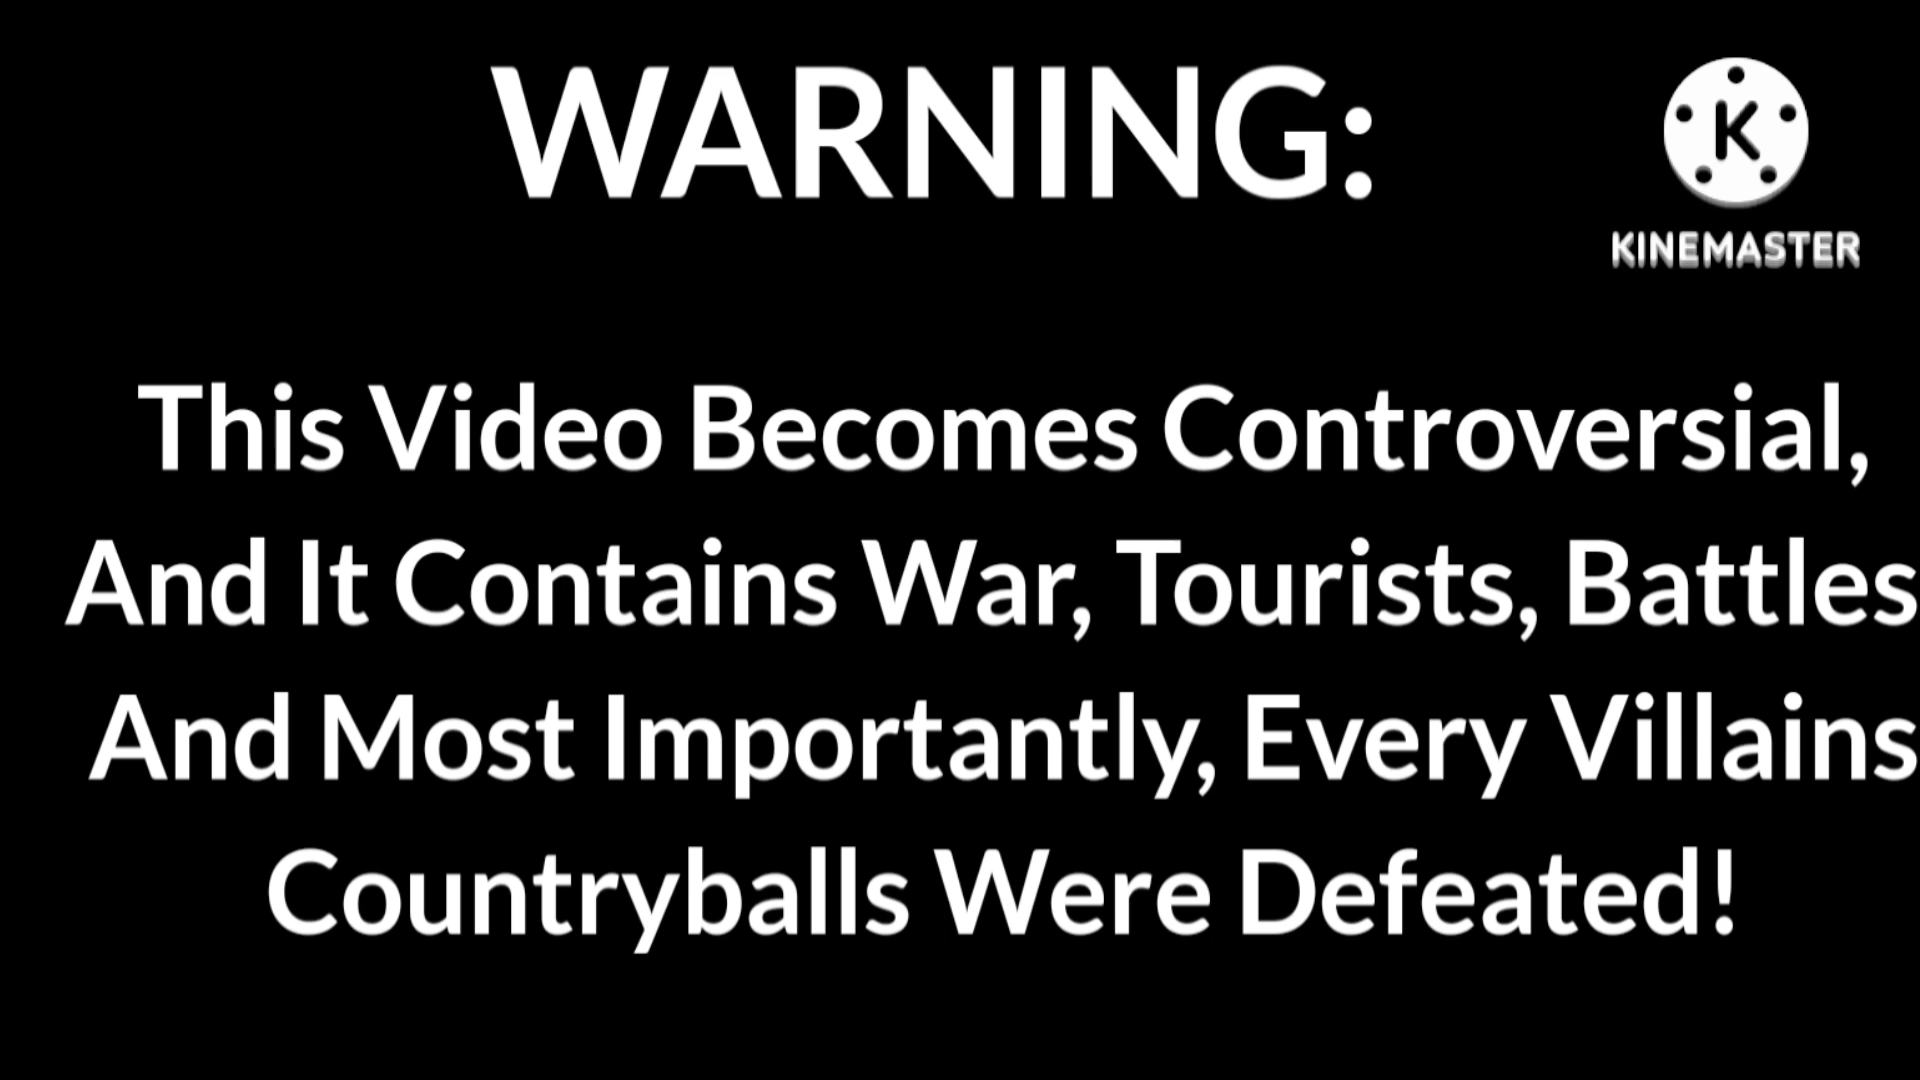 WARNING:
K
KINEMASTER
This Video Becomes Controversial,
And It Contains War, Tourists, Battles
And Most Importantly, Every Villains
Countryballs Were Defeated!